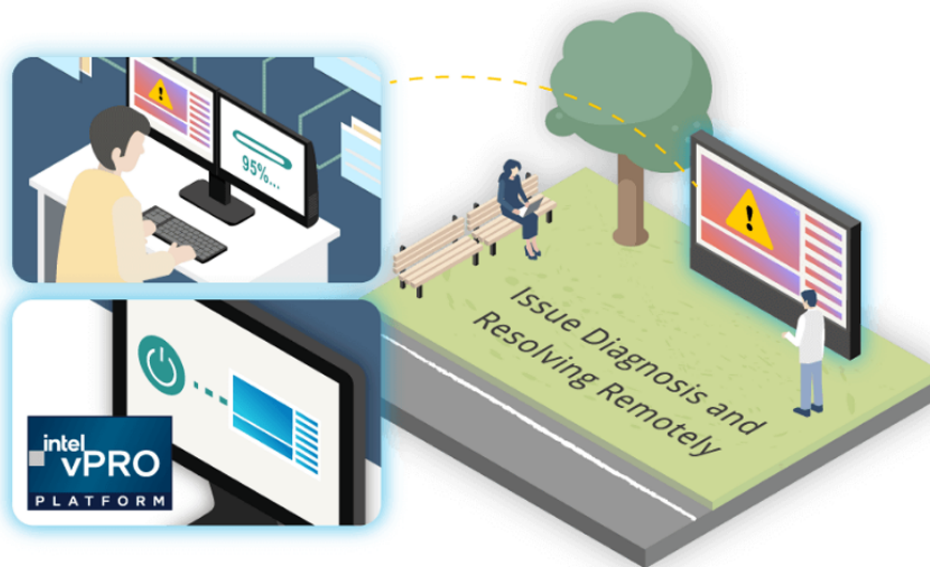 95%...
intel
vPRO
PLATFORM
Issue Diagnosis and
Resolving Remotely